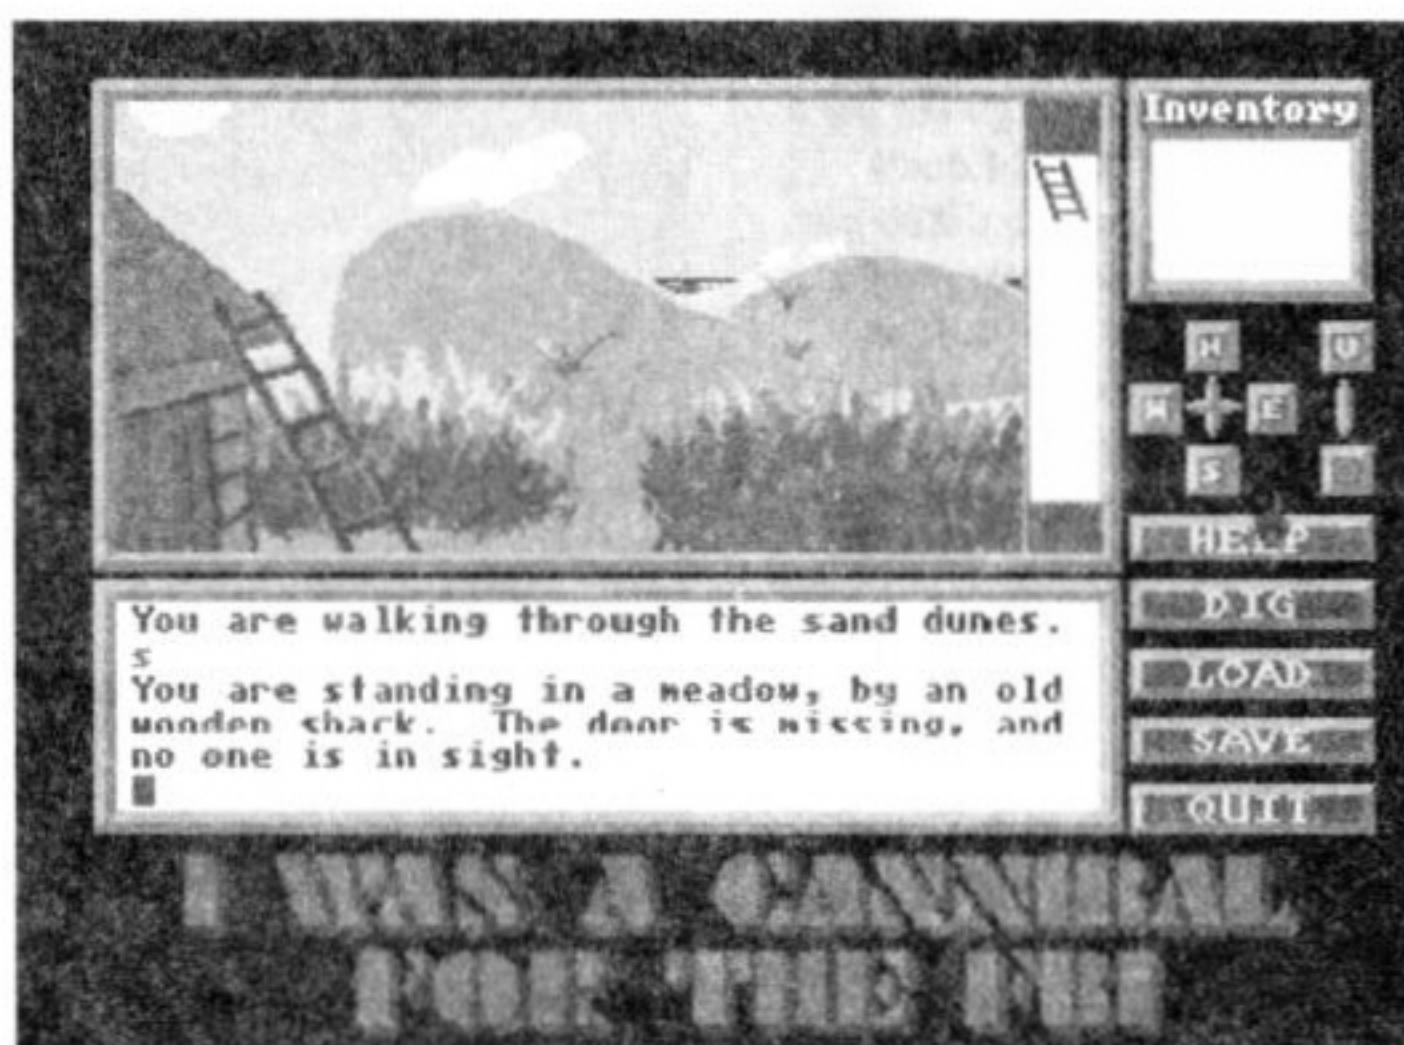 Inventory
N U
W E
S
HELP
DIG
LOAD
SAVE
QUIT
You are walking through the sand dunes.
s
You are standing in a meadow, by an old
wooden shack. The door is missing, and
no one is in sight.
I WAS A CANNIBAL
FOR THE FBI